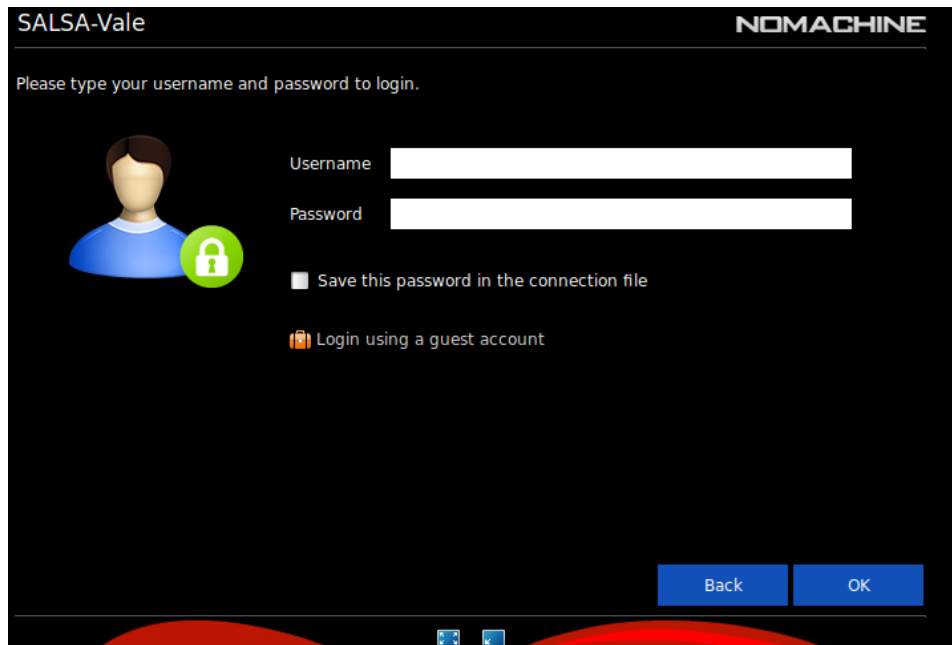 SALSA-Vale
NOMACHINE
Please type your username and password to login.
Username
Password
Save this password in the connection file
Login using a guest account
Back
OK